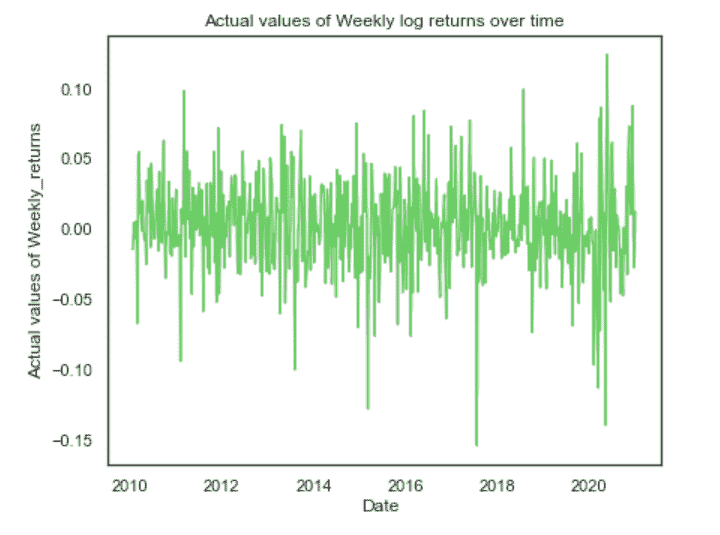 Actual values of Weekly log returns over time
Actual values of Weekly_returns
0.10
0.05
0.00
−0.05
−0.10
−0.15
2010 2012 2014 2016 2018 2020
Date